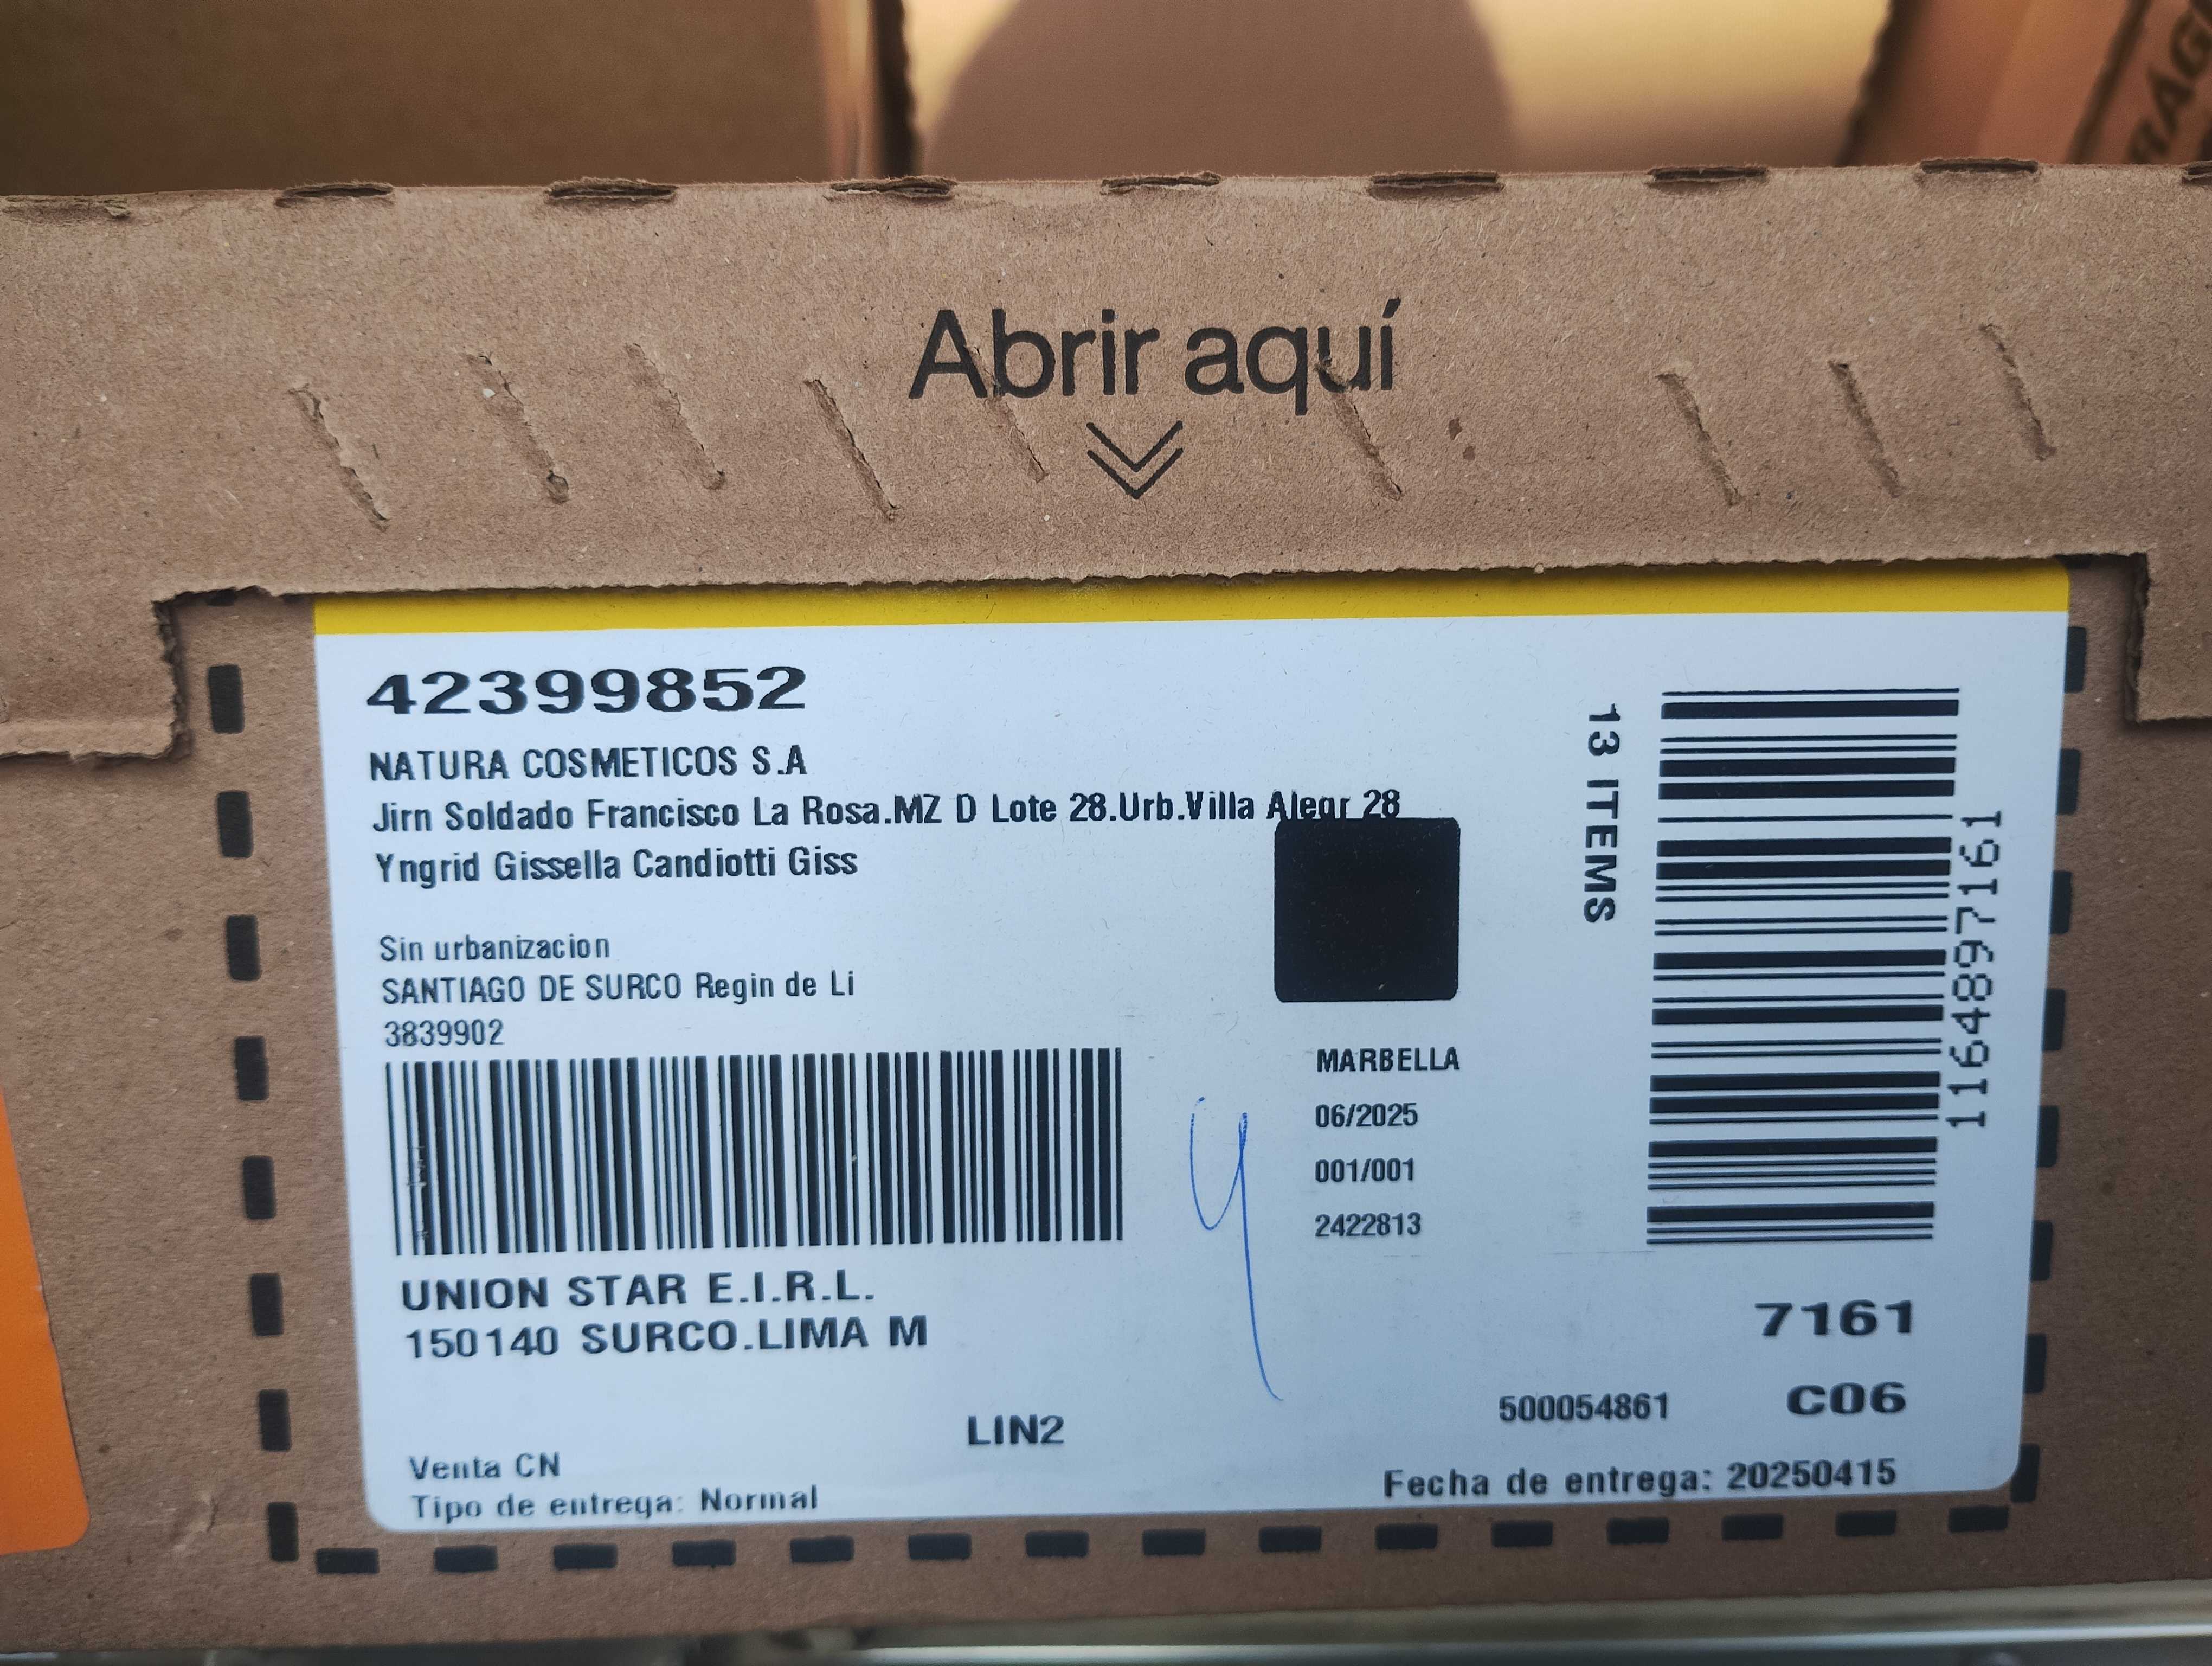 FRÁG
Abrir aquí
42399852
NATURA COSMETICOS S.A
Jirn Soldado Francisco La Rosa.MZ D Lote 28.Urb.Villa Alegr 28
Yngrid Gissella Candiotti Giss
Sin urbanizacion
SANTIAGO DE SURCO Regin de Li
3839902
13 ITEMS
1164897161
MARBELLA
06/2025
001/001
2422813
UNION STAR E.I.R.L.
150140 SURCO.LIMA M
7161
LIN2
500054861 C06
Venta CN
Tipo de entrega: Normal
Fecha de entrega: 20250415